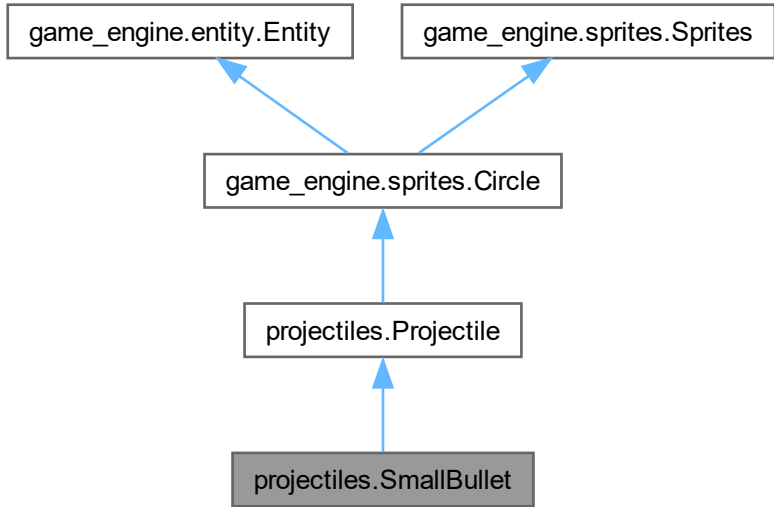 game_engine.entity.Entity
game_engine.sprites.Sprites
game_engine.sprites.Circle
projectiles.Projectile
projectiles.SmallBullet